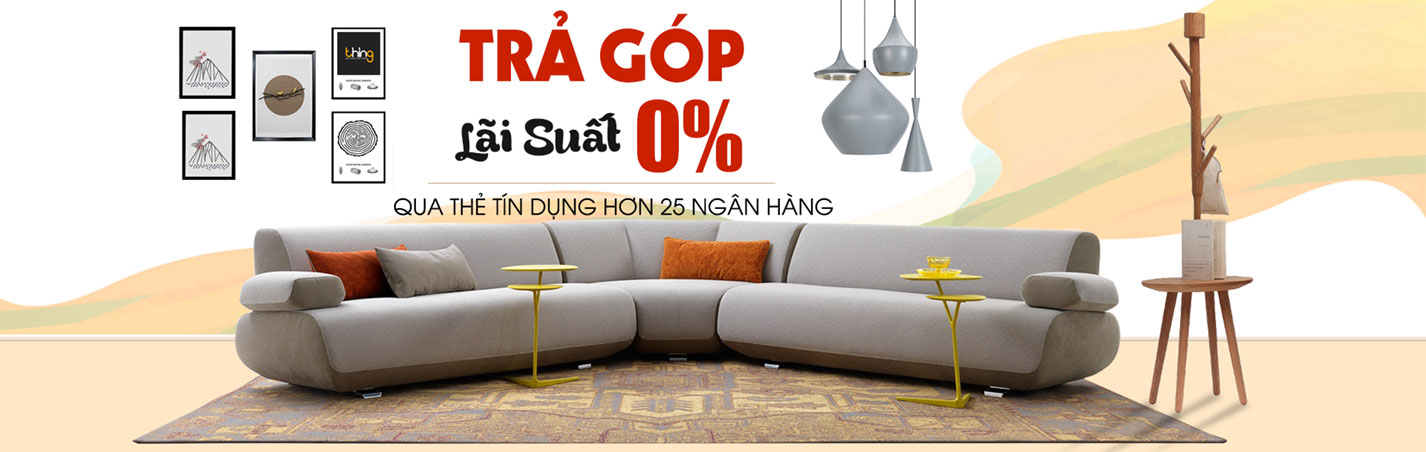 thing
TRẢ GÓP
Lãi Suất 0%
QUA THẺ TÍN DỤNG HƠN 25 NGÂN HÀNG